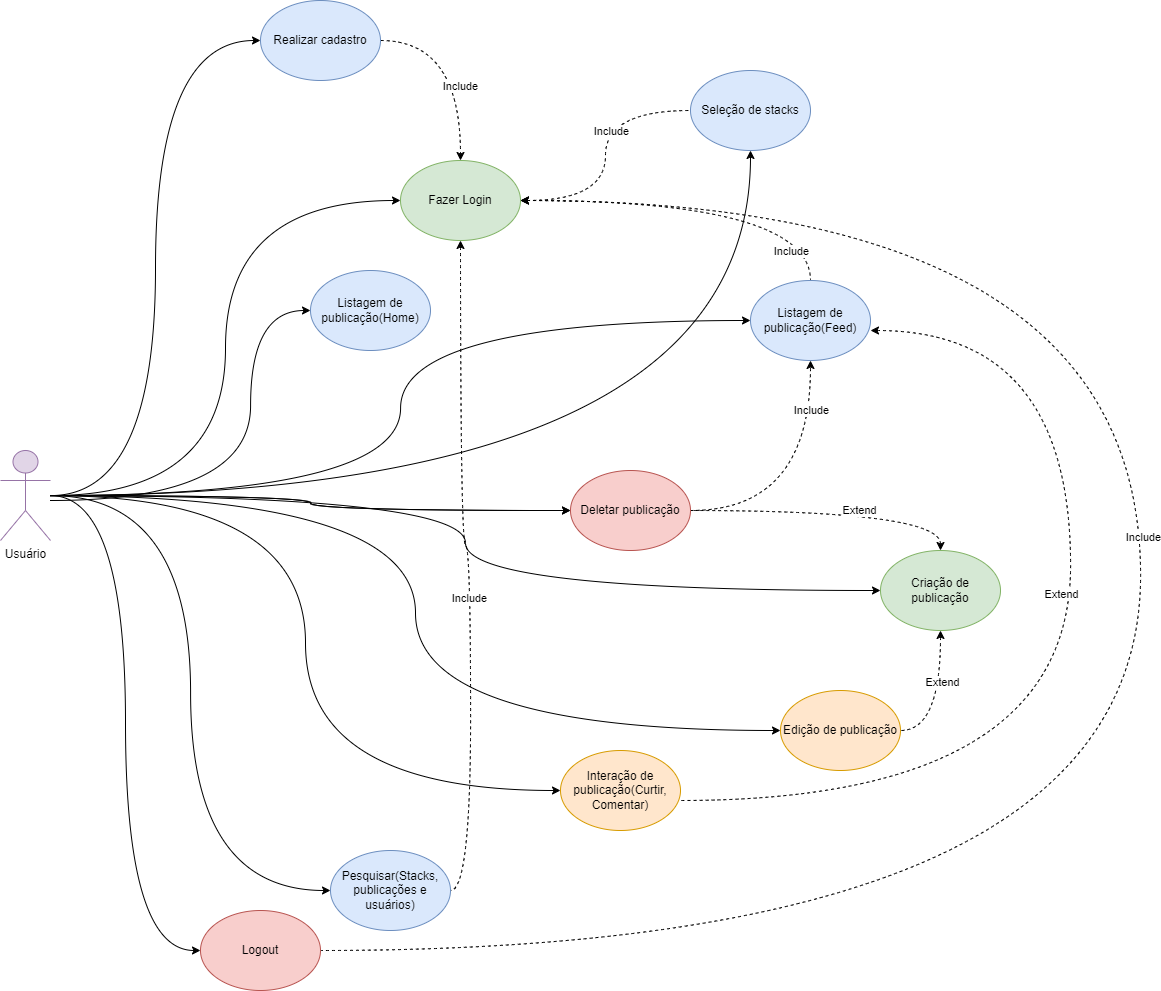 Realizar cadastro
Include
Seleção de stacks
Include
Fazer Login
Include
Listagem de
publicação(Home)
Listagem de
publicação(Feed)
Include
Usuário
Deletar publicação
Extend
Include
Criação de
publicação
Extend
Include
Extend
Edição de publicação
Interação de
publicação(Curtir,
Comentar)
Pesquisar(Stacks,
publicações e
usuários)
Logout